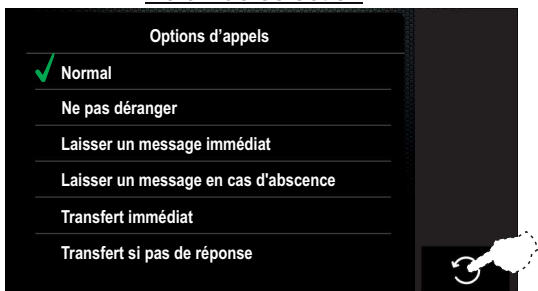 Options d’appels
Normal
Ne pas déranger
Laisser un message immédiat
Laisser un message en cas d'abscence
Transfert immédiat
Transfert si pas de réponse